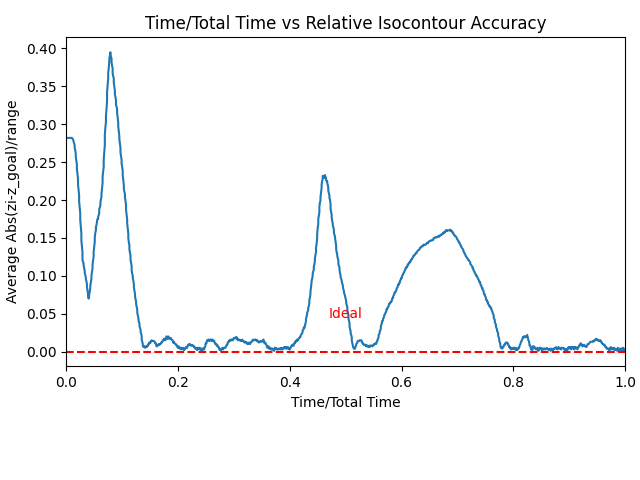 Time/Total Time vs Relative Isocontour Accuracy
Average Abs(zi-z_goal)/range
0.40
0.35
0.30
0.25
0.20
0.15
0.10
0.05
0.00
Ideal
0.0 0.2 0.4 0.6 0.8 1.0
Time/Total Time